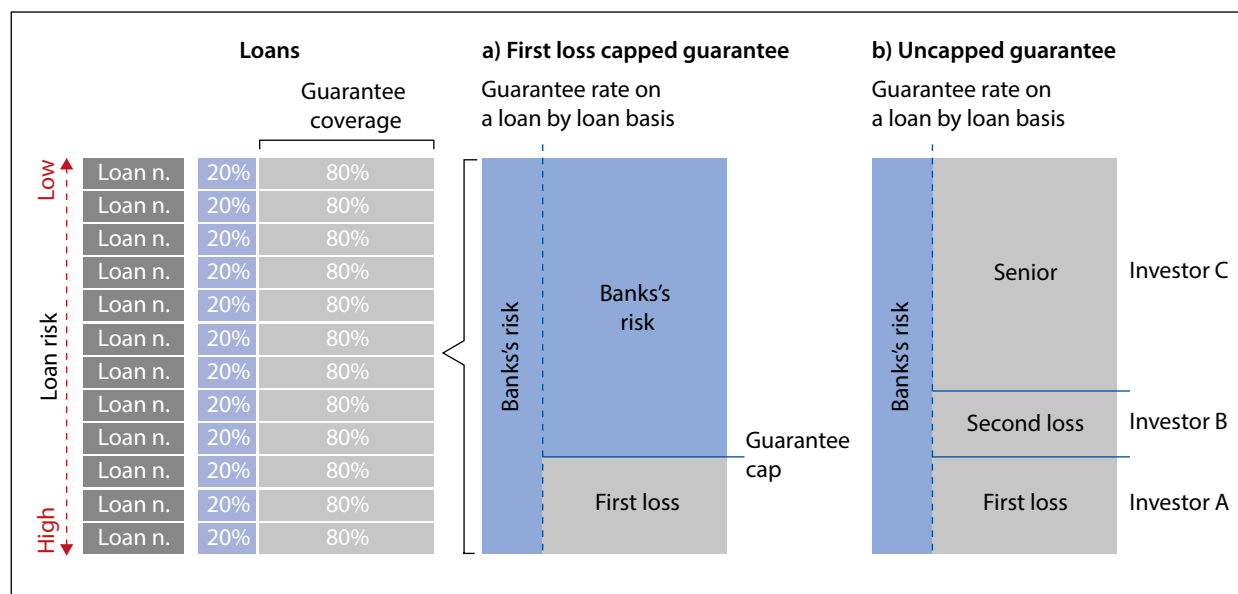 Loans
Guarantee
coverage
Low
Loan risk
High
Loan n. 20% 80%
Loan n. 20% 80%
Loan n. 20% 80%
Loan n. 20% 80%
Loan n. 20% 80%
Loan n. 20% 80%
Loan n. 20% 80%
Loan n. 20% 80%
Loan n. 20% 80%
Loan n. 20% 80%
Loan n. 20% 80%
Loan n. 20% 80%
a) First loss capped guarantee
Guarantee rate on
a loan by loan basis
Banks's risk
Banks's
risk
Guarantee
cap
First loss
b) Uncapped guarantee
Guarantee rate on
a loan by loan basis
Banks's risk
Senior
Investor C
Second loss
Investor B
First loss
Investor A